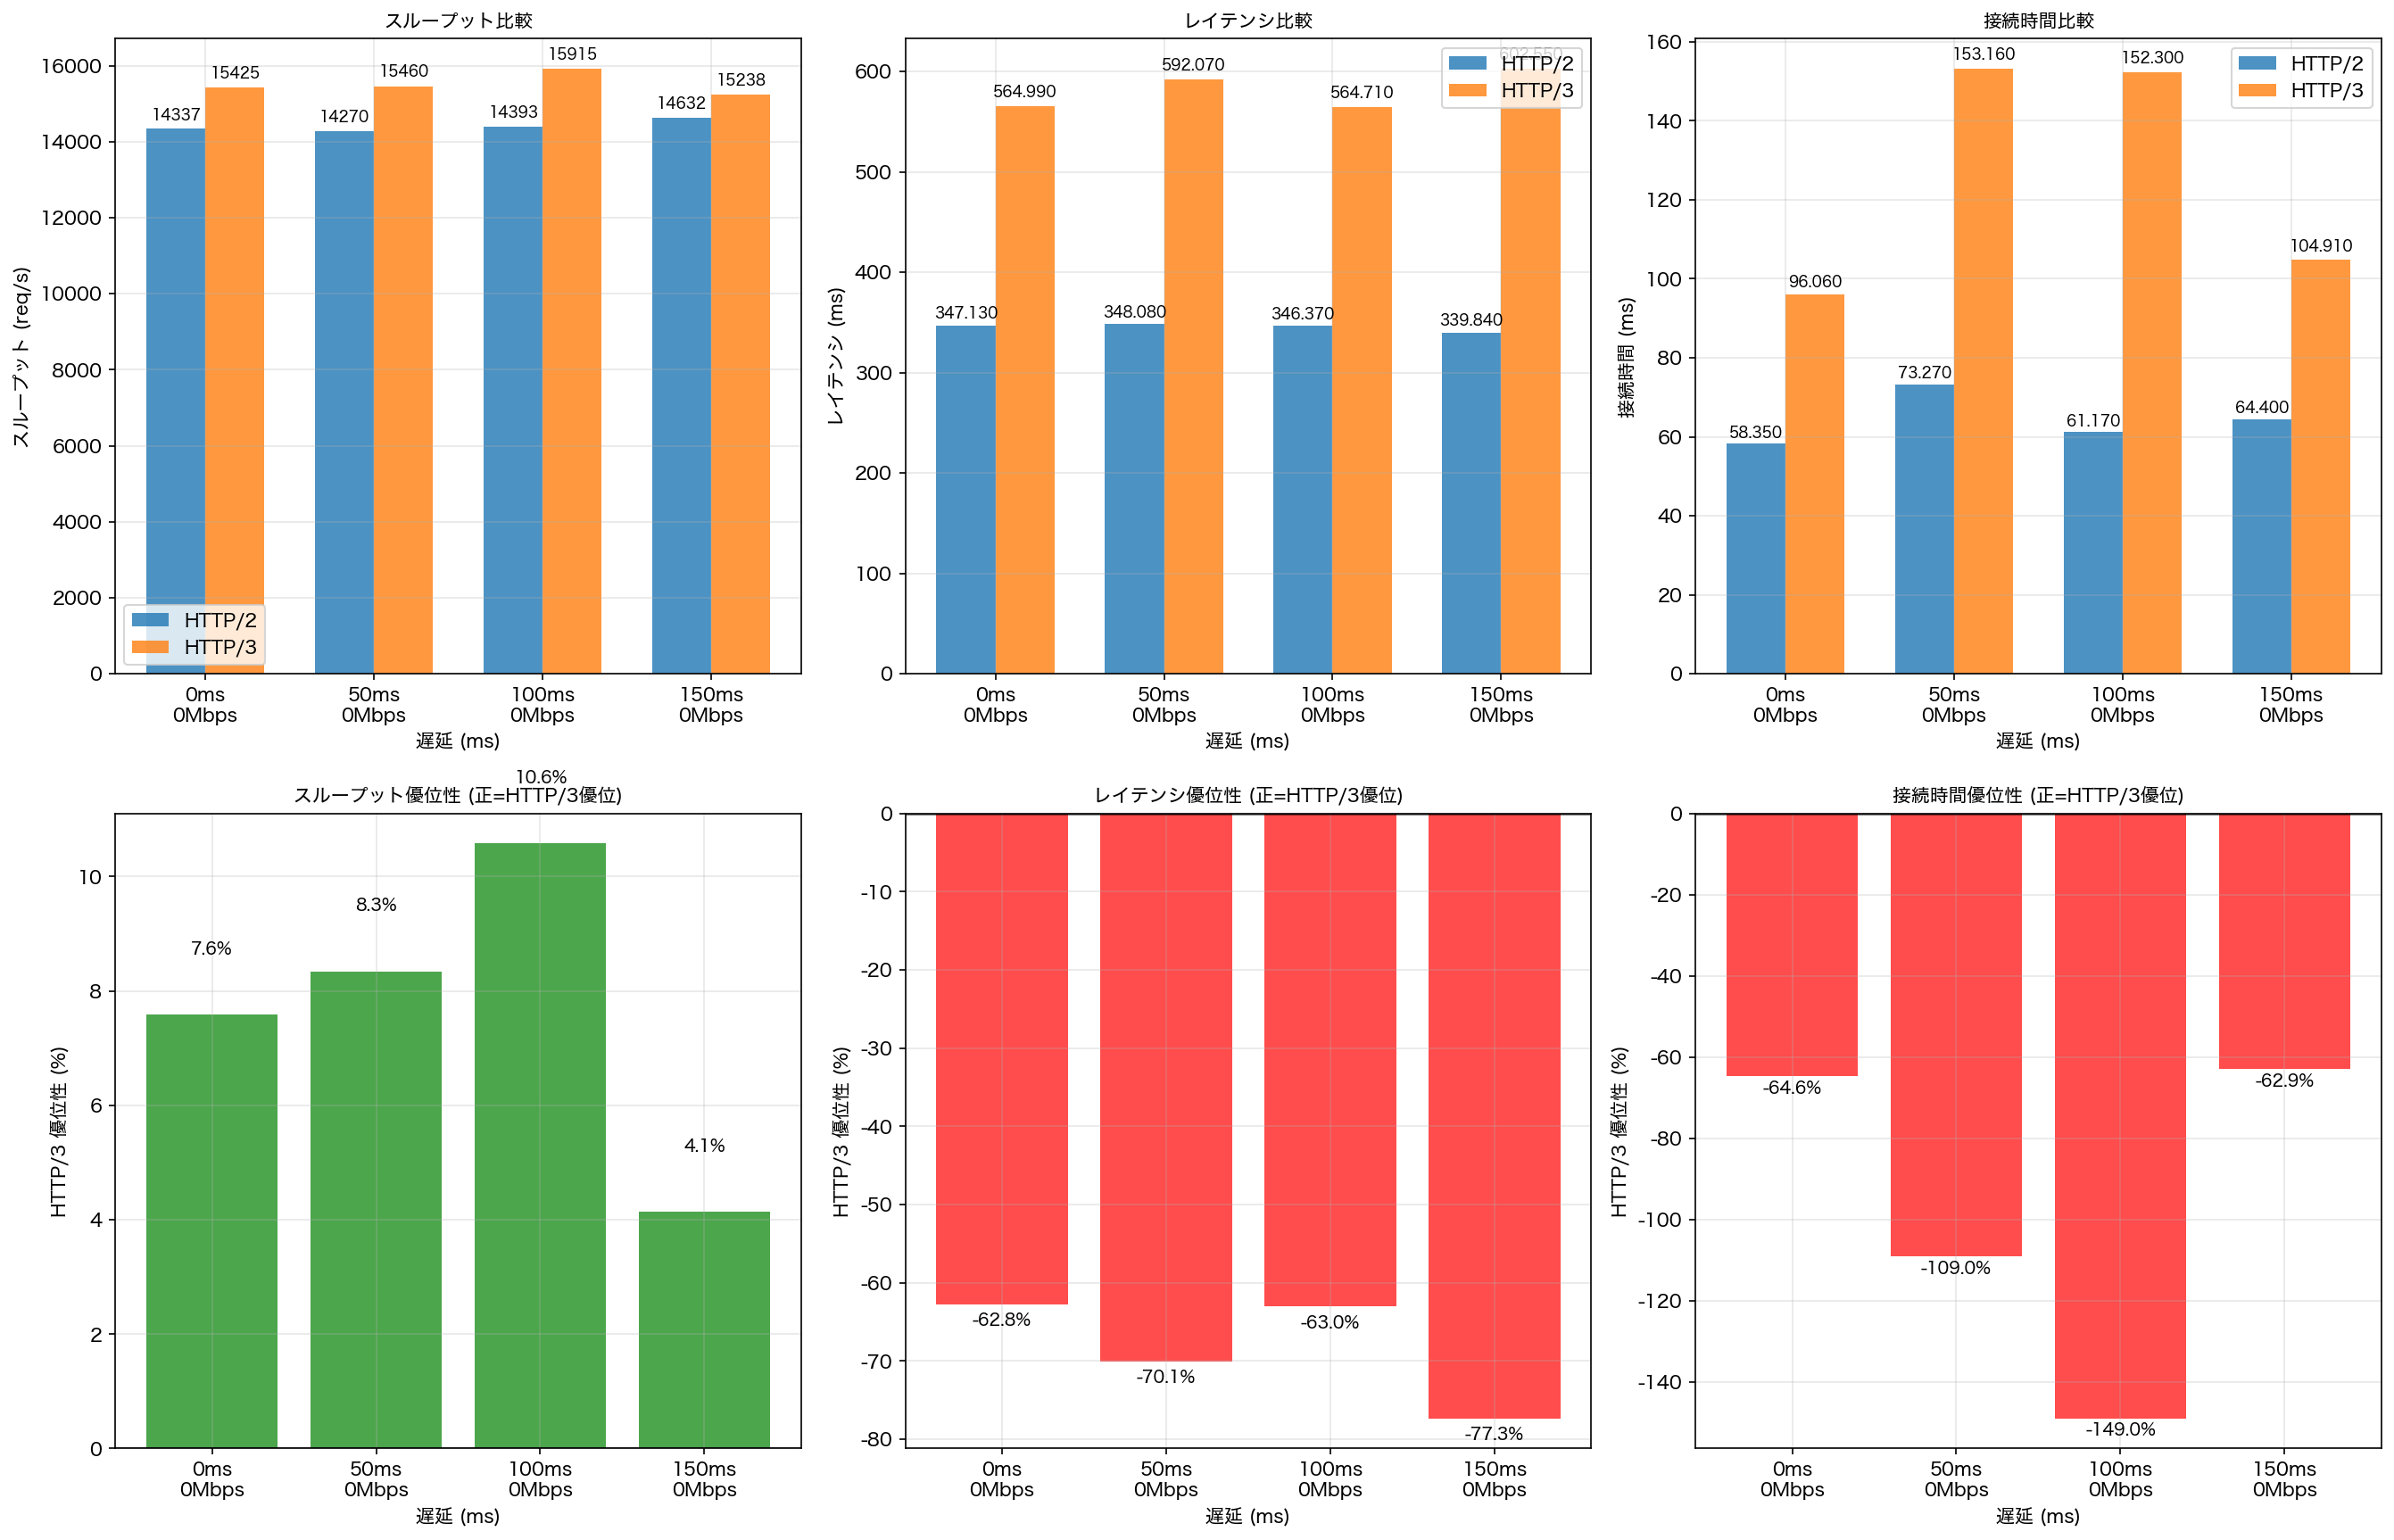 スループット比較
16000
14000
12000
10000
8000
6000
4000
2000
0
スループット (req/s)
14337
15425
14270
15460
14393
15915
14632
15238
HTTP/2
HTTP/3
0ms
0Mbps
50ms
0Mbps
100ms
0Mbps
150ms
0Mbps
遅延 (ms)
レイテンシ比較
600
500
400
300
200
100
0
レイテンシ (ms)
347.130
564.990
348.080
592.070
346.370
564.710
339.840
602.550
HTTP/2
HTTP/3
0ms
0Mbps
50ms
0Mbps
100ms
0Mbps
150ms
0Mbps
遅延 (ms)
接続時間比較
160
140
120
100
80
60
40
20
0
接続時間 (ms)
58.350
96.060
73.270
153.160
61.170
152.300
64.400
104.910
HTTP/2
HTTP/3
0ms
0Mbps
50ms
0Mbps
100ms
0Mbps
150ms
0Mbps
遅延 (ms)
スループット優位性 (正=HTTP/3優位)
10
8
6
4
2
0
HTTP/3 優位性 (%)
7.6%
8.3%
10.6%
4.1%
0ms
0Mbps
50ms
0Mbps
100ms
0Mbps
150ms
0Mbps
遅延 (ms)
レイテンシ優位性 (正=HTTP/3優位)
0
-10
-20
-30
-40
-50
-60
-70
-80
HTTP/3 優位性 (%)
-62.8%
-70.1%
-63.0%
-77.3%
0ms
0Mbps
50ms
0Mbps
100ms
0Mbps
150ms
0Mbps
遅延 (ms)
接続時間優位性 (正=HTTP/3優位)
0
-20
-40
-60
-80
-100
-120
-140
HTTP/3 優位性 (%)
-64.6%
-109.0%
-149.0%
-62.9%
0ms
0Mbps
50ms
0Mbps
100ms
0Mbps
150ms
0Mbps
遅延 (ms)